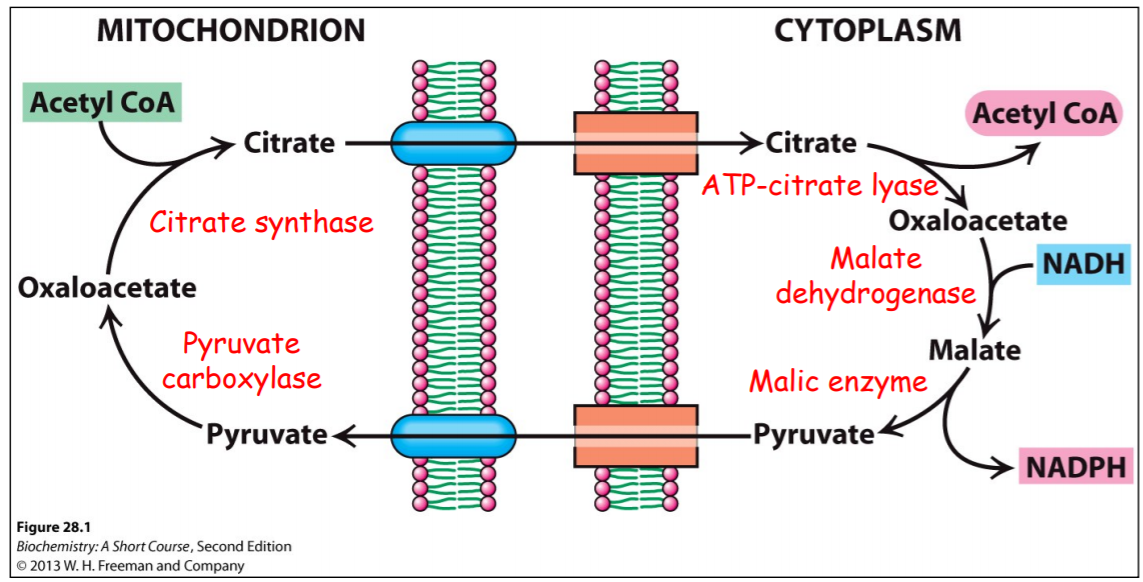 MITOCHONDRION
CYTOPLASM
Acetyl CoA
Acetyl CoA
Citrate
Citrate
ATP-citrate lyase
Citrate synthase
Oxaloacetate
Malate
dehydrogenase
NADH
Oxaloacetate
Pyruvate
carboxylase
Malate
Malic enzyme
Pyruvate
Pyruvate
NADPH
Figure 28.1
Biochemistry: A Short Course, Second Edition
© 2013 W. H. Freeman and Company